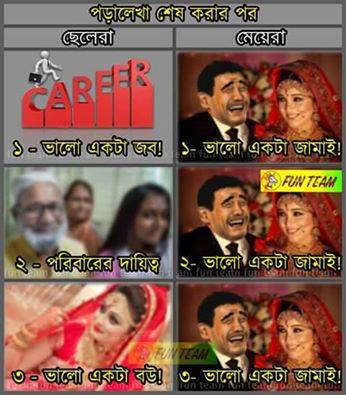 পড়ালেখা শেষ করার পর
ছেলেরা
মেয়েরা
CAREER
১ - ভালো একটা জব!
১- ভালো একটা জামাই!
FUN TEAM
২ - পরিবারের দায়িত্ব
২- ভালো একটা জামাই!
FUN TEAM
৩ - ভালো একটা বউ!
৩- ভালো একটা জামাই!